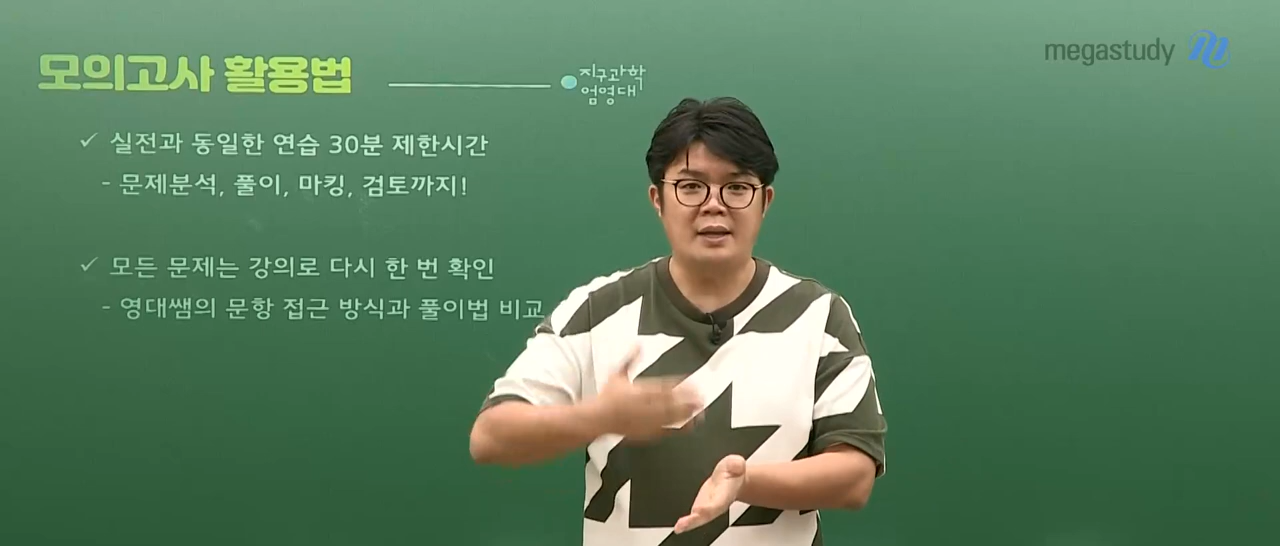 모의고사 활용법
지구과학
엄영대
megastudy
✓ 실전과 동일한 연습 30분 제한시간
- 문제분석, 풀이, 마킹, 검토까지!
✓ 모든 문제는 강의로 다시 한 번 확인
- 영대쌤의 문항 접근 방식과 풀이법 비교